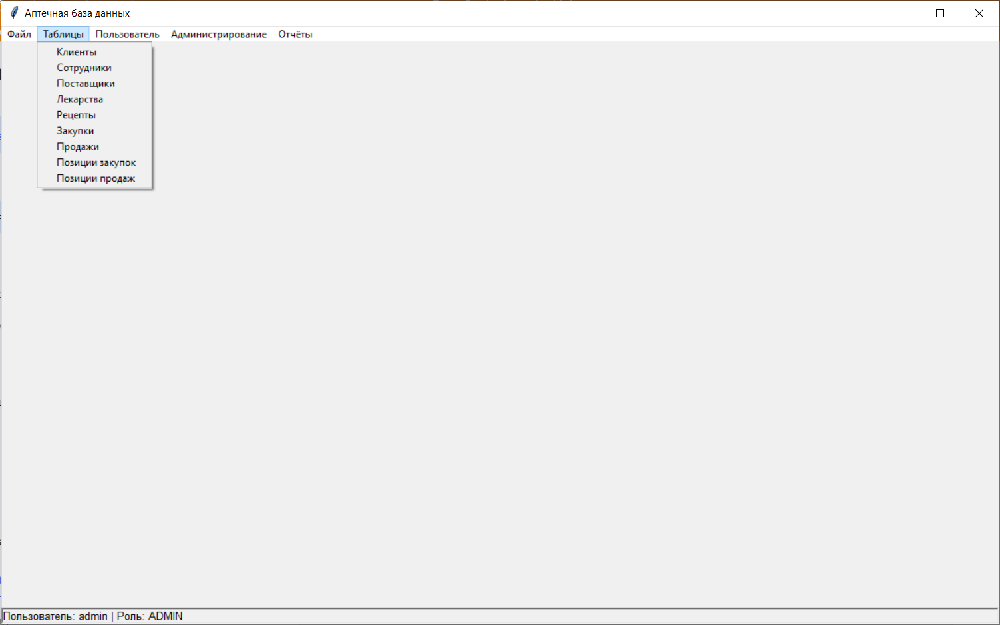 Аптечная база данных
Файл Таблицы Пользователь Администрирование Отчёты
Клиенты
Сотрудники
Поставщики
Лекарства
Рецепты
Закупки
Продажи
Позиции закупок
Позиции продаж
Пользователь: admin | Роль: ADMIN